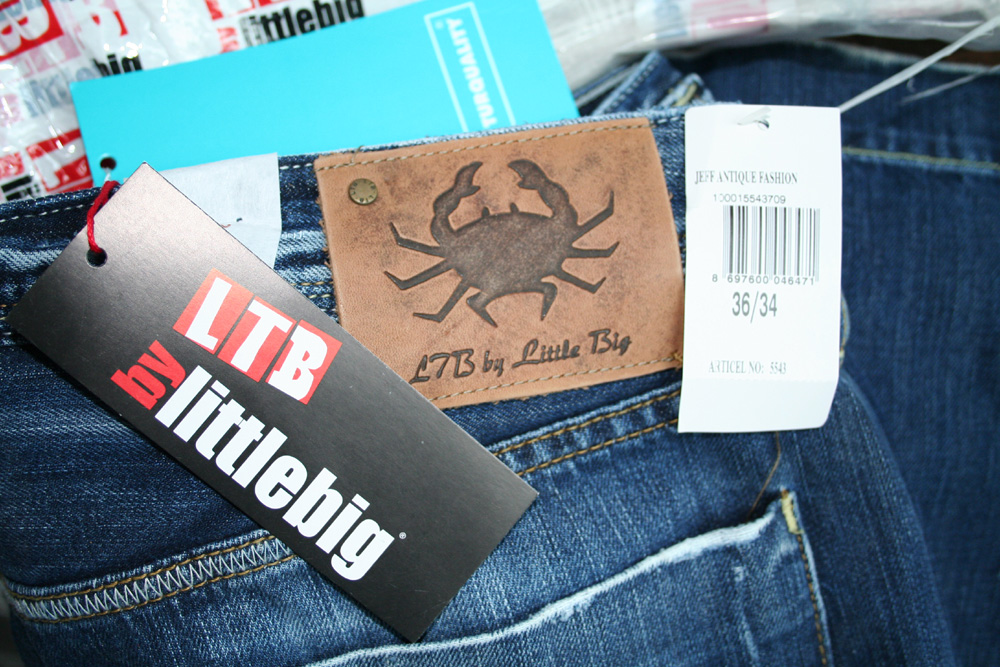 littlebig
big
TURQUALITY
LTB
by
littlebig®
LTB by Little Big
JEFF ANTIQUE FASHION
100015543709
8 697600 046471
36/34
ARTICEL NO: 5543